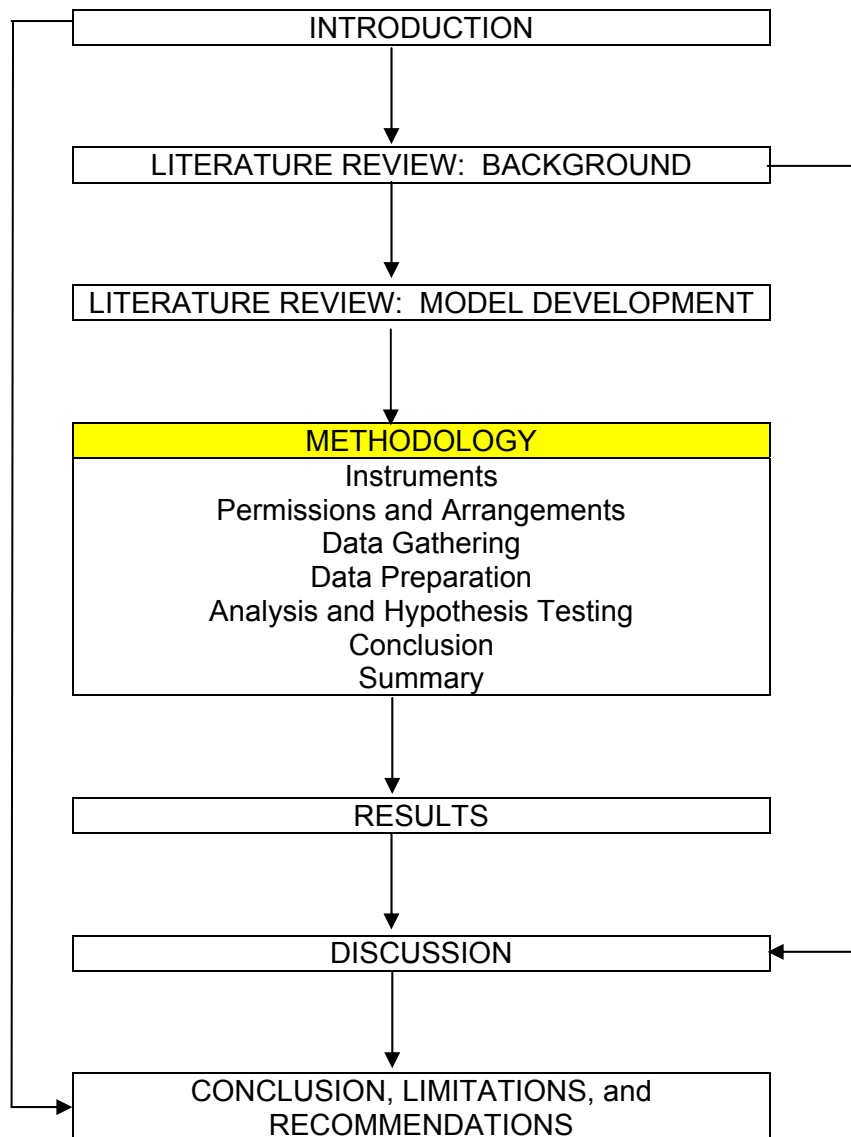 INTRODUCTION
LITERATURE REVIEW: BACKGROUND
LITERATURE REVIEW: MODEL DEVELOPMENT
METHODOLOGY
Instruments
Permissions and Arrangements
Data Gathering
Data Preparation
Analysis and Hypothesis Testing
Conclusion
Summary
RESULTS
DISCUSSION
CONCLUSION, LIMITATIONS, and
RECOMMENDATIONS